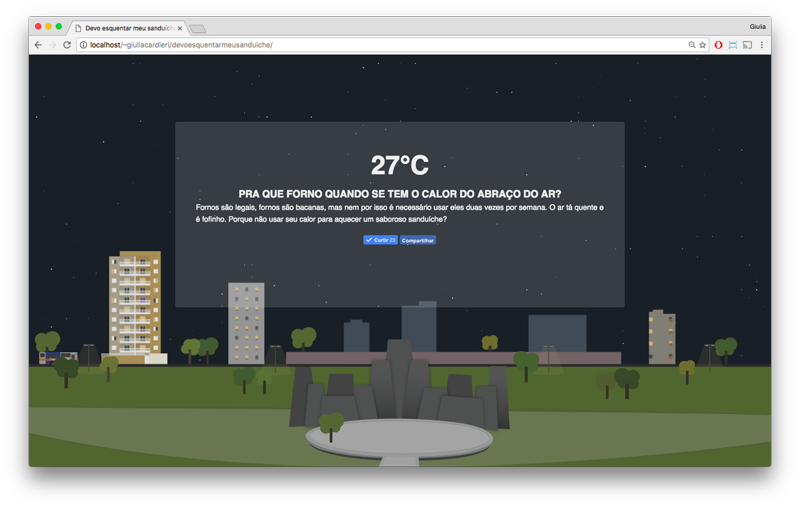 Devo esquentar meu sanduíc
Giulia
localhost/~giuliacardieri/devoesquentarmeusanduiche/
27°C
PRA QUE FORNO QUANDO SE TEM O CALOR DO ABRAÇO DO AR?
Fornos são legais, fornos são bacanas, mas nem por isso é necessário usar eles duas vezes por semana. O ar tá quente e
é fofinho. Porque não usar seu calor para aquecer um saboroso sanduíche?
Curtir 23 Compartilhar